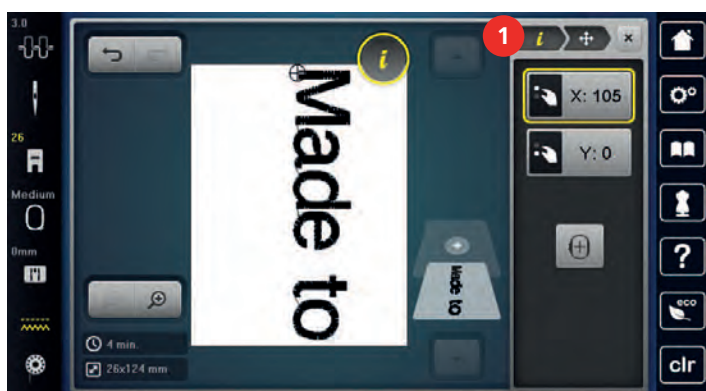 3.0
26
Medium
0mm
i
Made to
4 min.
26x124 mm
Made to
1
i
X: 105
Y: 0
?
eco
clr